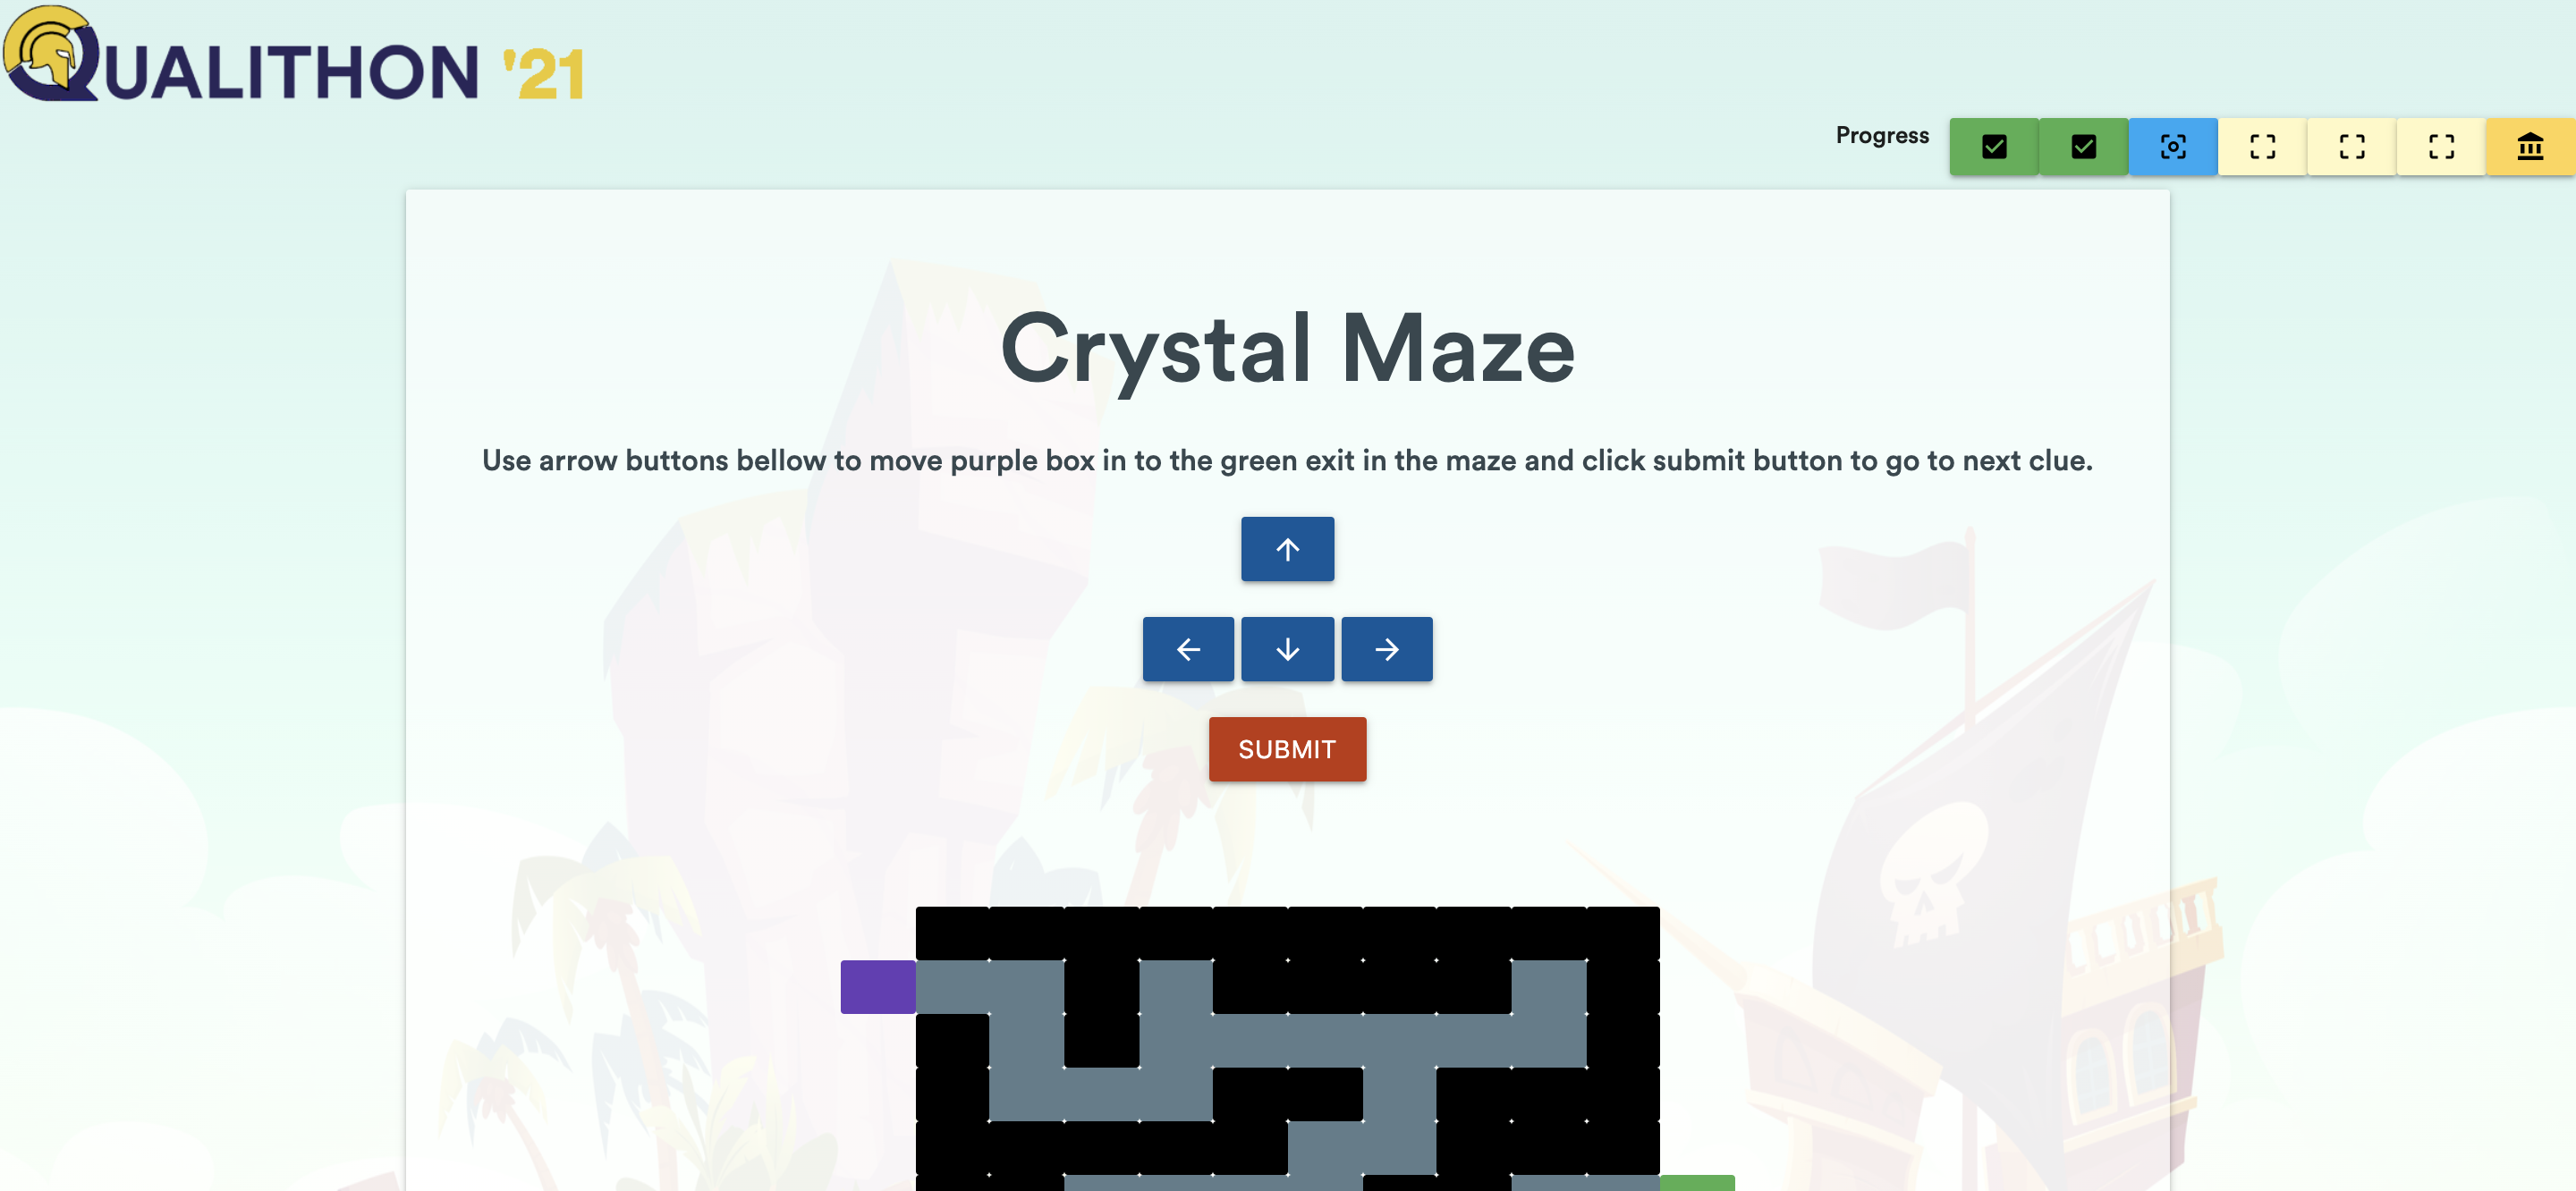 QUALITHON '21
Progress
Crystal Maze
Use arrow buttons bellow to move purple box in to the green exit in the maze and click submit button to go to next clue.
SUBMIT